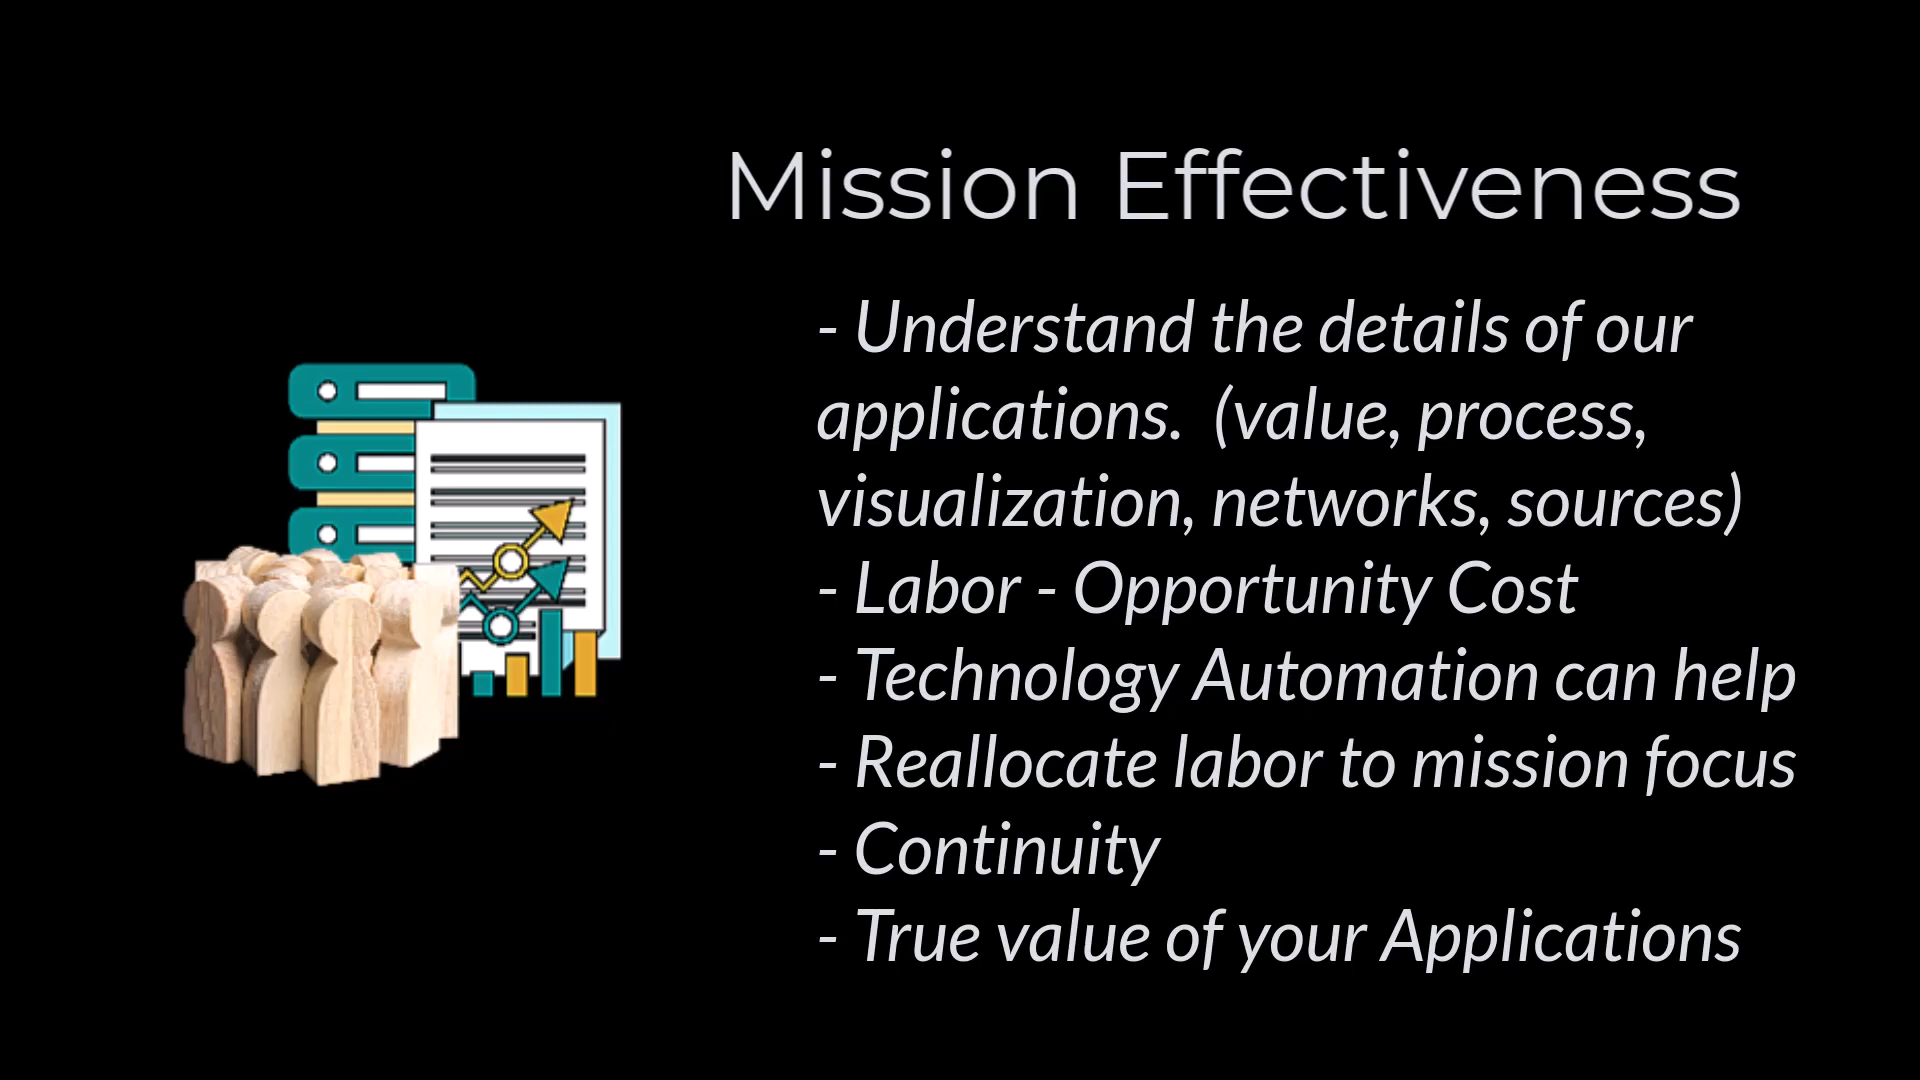 Mission Effectiveness
- Understand the details of our
applications.  (value, process,
visualization, networks, sources)
- Labor - Opportunity Cost
- Technology Automation can help
- Reallocate labor to mission focus
- Continuity
- True value of your Applications